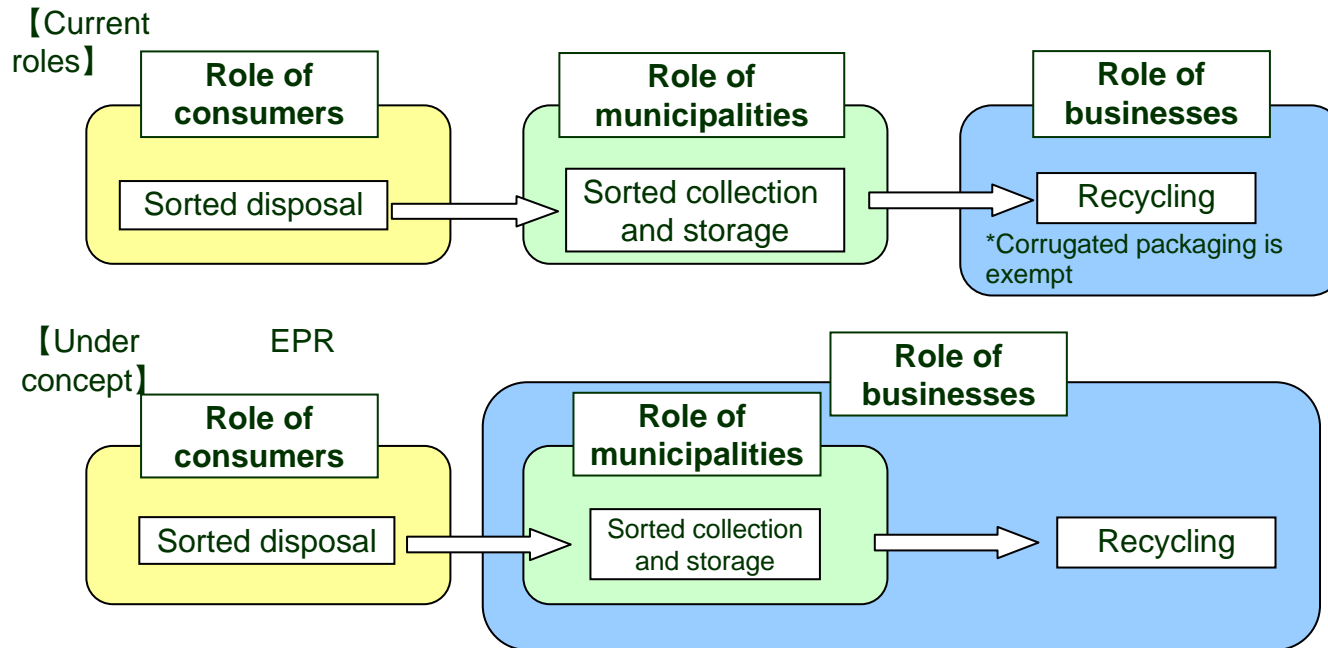 【Current
roles】
Role of
consumers
Role of
municipalities
Role of
businesses
Sorted disposal
Sorted collection
and storage
Recycling
*Corrugated packaging is
exempt
【Under EPR
concept】
Role of
consumers
Role of
municipalities
Role of
businesses
Sorted disposal
Sorted collection
and storage
Recycling